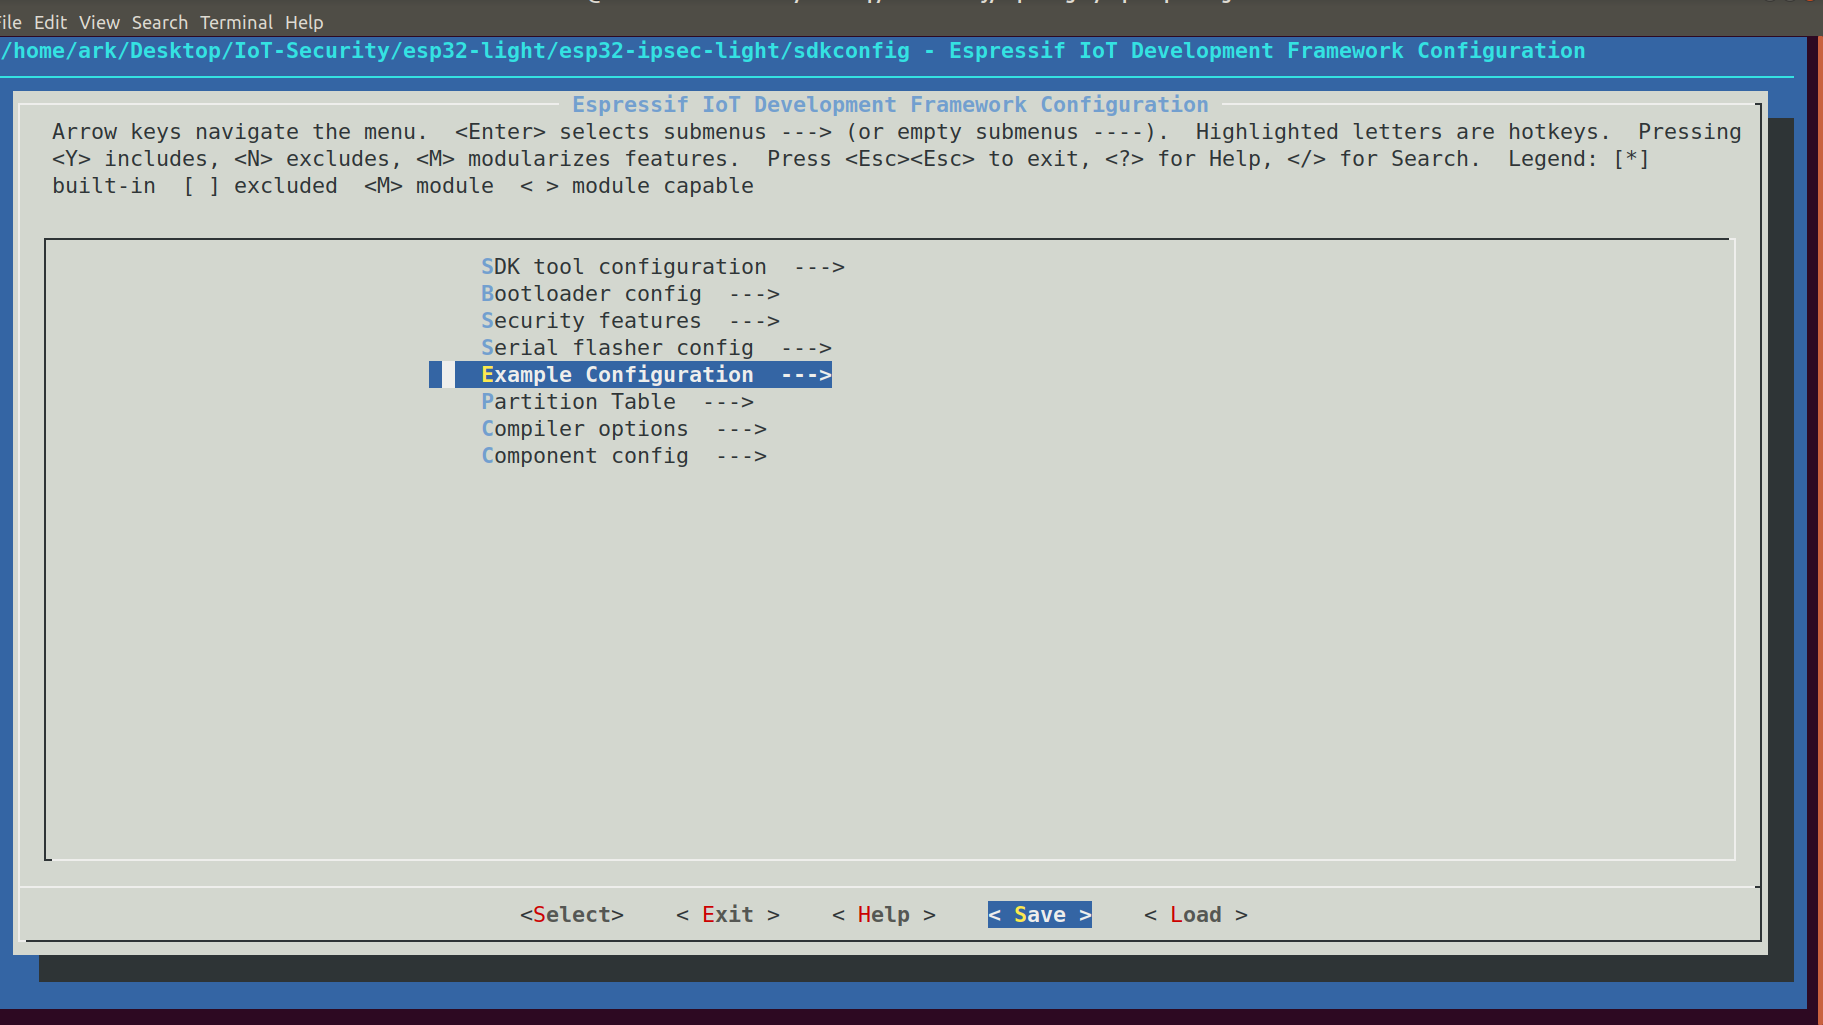 File Edit View Search Terminal Help
/home/ark/Desktop/IoT-Security/esp32-light/esp32-ipsec-light/sdkconfig - Espressif IoT Development Framework Configuration
Espressif IoT Development Framework Configuration
Arrow keys navigate the menu.  <Enter> selects submenus ---> (or empty submenus ----).  Highlighted letters are hotkeys.  Pressing
<Y> includes, <N> excludes, <M> modularizes features.  Press <Esc><Esc> to exit, <?> for Help, </> for Search.  Legend: [*]
built-in  [ ] excluded  <M> module  < > module capable
SDK tool configuration  --->
Bootloader config  --->
Security features  --->
Serial flasher config  --->
Example Configuration  --->
Partition Table  --->
Compiler options  --->
Component config  --->
<Select>    < Exit >    < Help >    < Save >    < Load >